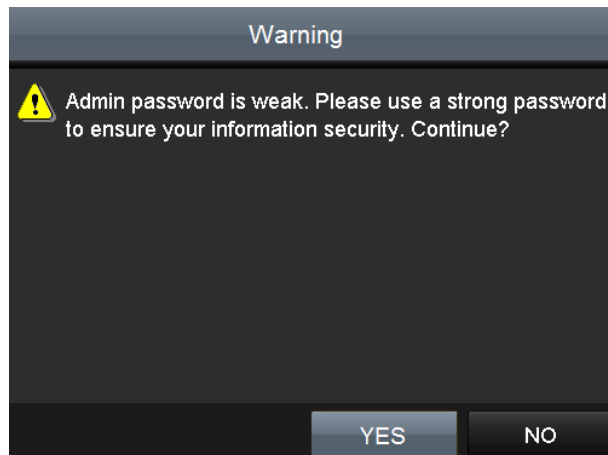 Warning
Admin password is weak. Please use a strong password
to ensure your information security. Continue?
YES
NO